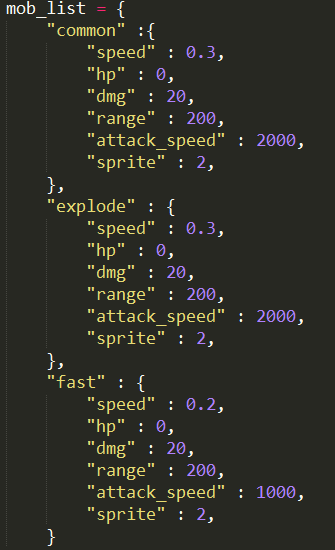 mob_list = {
    "common" :{
        "speed" : 0.3,
        "hp" : 0,
        "dmg" : 20,
        "range" : 200,
        "attack_speed" : 2000,
        "sprite" : 2,
    },
    "explode" : {
        "speed" : 0.3,
        "hp" : 0,
        "dmg" : 20,
        "range" : 200,
        "attack_speed" : 2000,
        "sprite" : 2,
    },
    "fast" : {
        "speed" : 0.2,
        "hp" : 0,
        "dmg" : 20,
        "range" : 200,
        "attack_speed" : 1000,
        "sprite" : 2,
    }